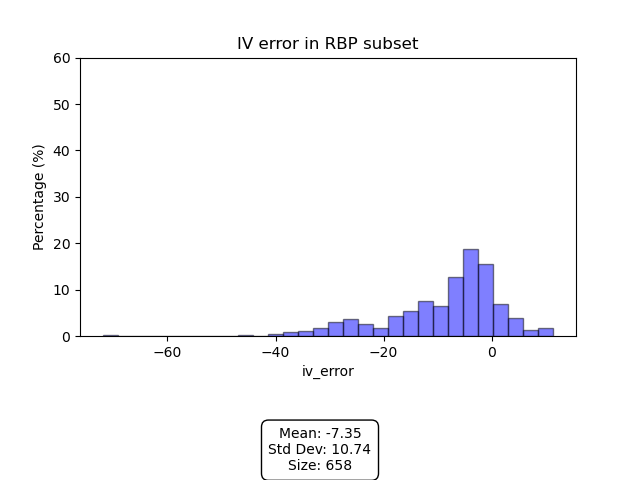 IV error in RBP subset
60
50
40
30
20
10
0
Percentage (%)
−60
−40
−20
0
iv_error
Mean: -7.35
Std Dev: 10.74
Size: 658